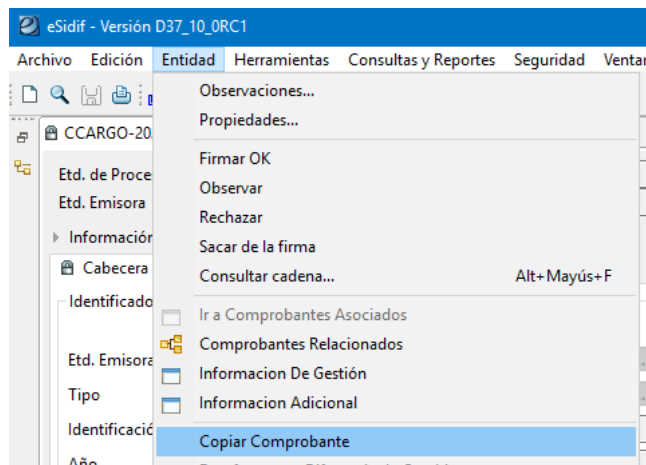 eSidif - Versión D37_10_0RC1
Archivo Edición Entidad Herramientas Consultas y Reportes Seguridad
Observaciones...
Propiedades...
CCARGO-20
Firmar OK
Etd. de Proce
Observar
Etd. Emisora
Rechazar
Información
Sacar de la firma
Cabecera
Consultar cadena... Alt+Mayús+F
Identificado
Ir a Comprobantes Asociados
Comprobantes Relacionados
Etd. Emisora
Informacion De Gestión
Tipo
Informacion Adicional
Identificació
Copiar Comprobante
Año